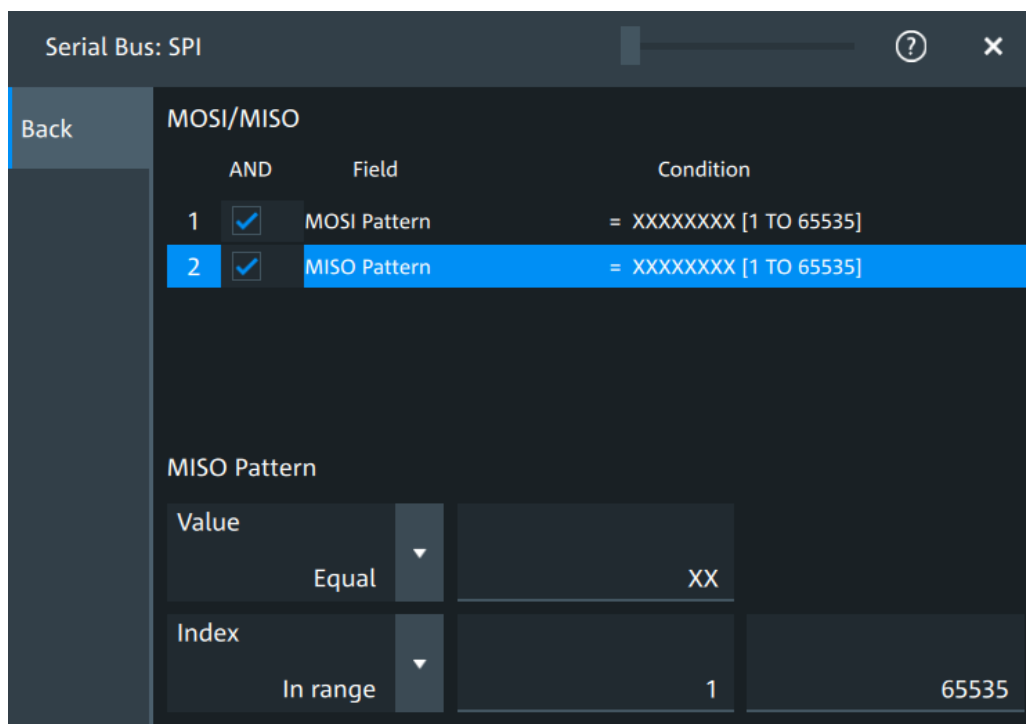 Serial Bus: SPI ? ×
Back
MOSI/MISO
AND Field Condition
1 MOSI Pattern = XXXXXXXX [1 TO 65535]
2 MISO Pattern = XXXXXXXX [1 TO 65535]
MISO Pattern
Value
Equal XX
Index
In range 1 65535